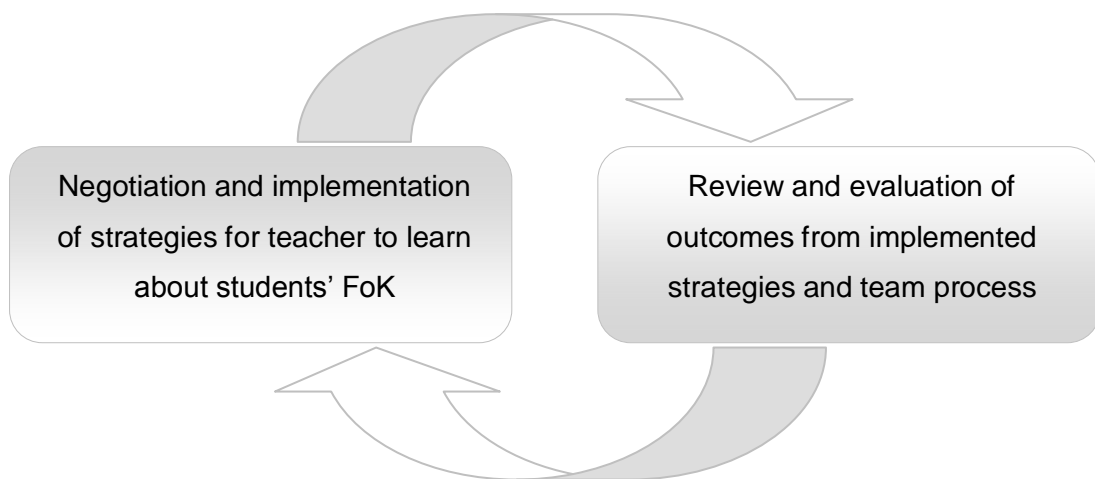 Negotiation and implementation
of strategies for teacher to learn
about students’ FoK
Review and evaluation of
outcomes from implemented
strategies and team process